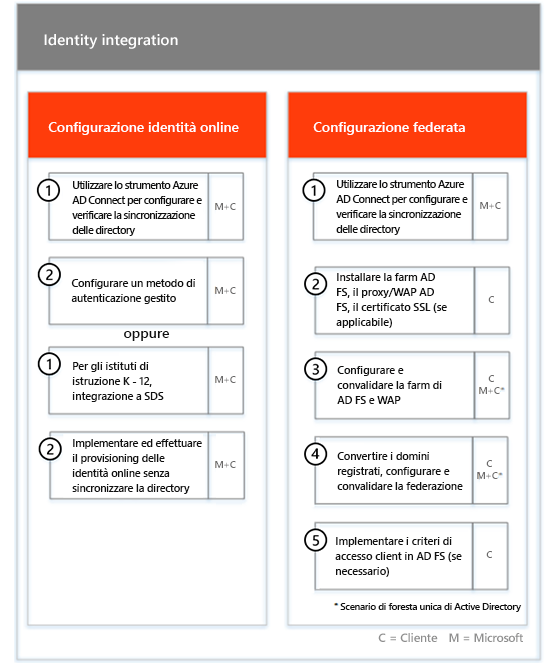 Identity integration
Configurazione identità online
1
Utilizzare lo strumento Azure
AD Connect per configurare e
verificare la sincronizzazione
delle directory
M+C
2
Configurare un metodo di
autenticazione gestito
M+C
oppure
1
Per gli istituti di
istruzione K - 12,
integrazione a SDS
M+C
2
Implementare ed effettuare
il provisioning delle
identità online senza
sincronizzare la directory
M+C
Configurazione federata
1
Utilizzare lo strumento Azure
AD Connect per configurare e
verificare la sincronizzazione
delle directory
M+C
2
Installare la farm AD
FS, il proxy/WAP AD
FS, il certificato SSL (se
applicabile)
C
3
Configurare e
convalidare la farm di
AD FS e WAP
C
M+C*
4
Convertire i domini
registrati, configurare e
convalidare la federazione
C
M+C*
5
Implementare i criteri di
accesso client in AD FS (se
necessario)
C
* Scenario di foresta unica di Active Directory
C = Cliente M = Microsoft